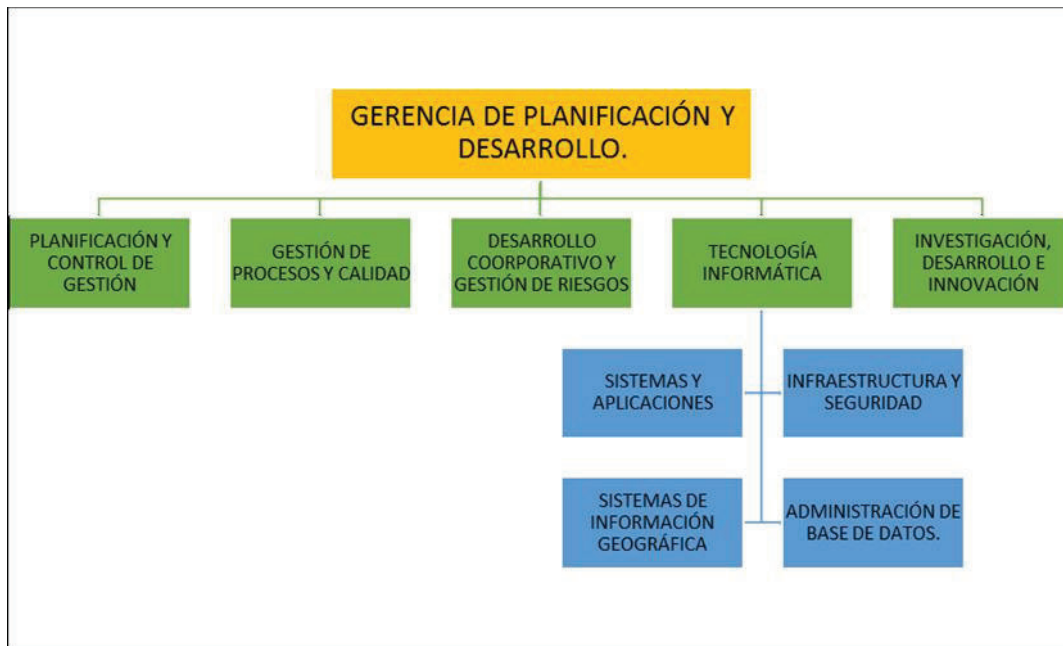 GERENCIA DE PLANIFICACIÓN Y
DESARROLLO.
PLANIFICACIÓN Y
CONTROL DE
GESTIÓN
GESTIÓN DE
PROCESOS Y CALIDAD
DESARROLLO
COORPORATIVO Y
GESTIÓN DE RIESGOS
TECNOLOGÍA
INFORMÁTICA
INVESTIGACIÓN,
DESARROLLO E
INNOVACIÓN
SISTEMAS Y
APLICACIONES
INFRAESTRUCTURA Y
SEGURIDAD
SISTEMAS DE
INFORMACIÓN
GEOGRÁFICA
ADMINISTRACIÓN DE
BASE DE DATOS.